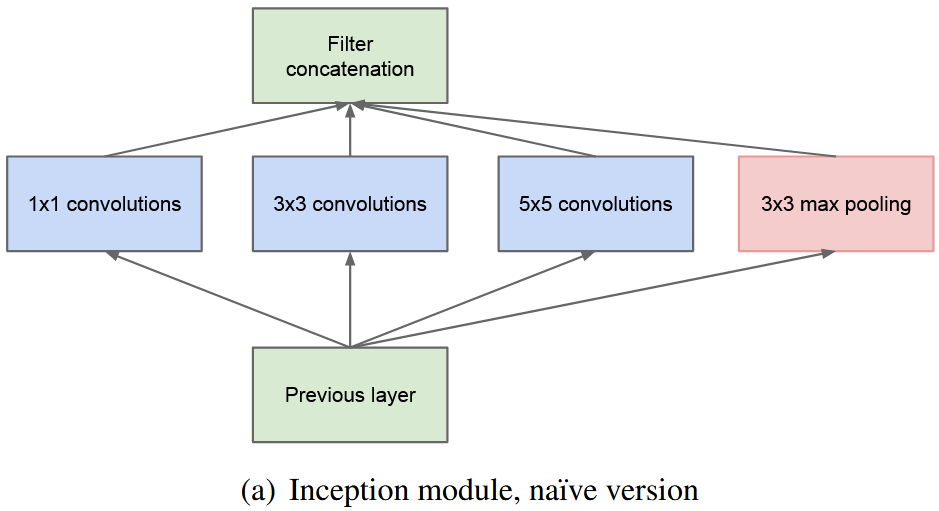 Filter
concatenation
1x1 convolutions
3x3 convolutions
5x5 convolutions
3x3 max pooling
Previous layer
(a) Inception module, naïve version